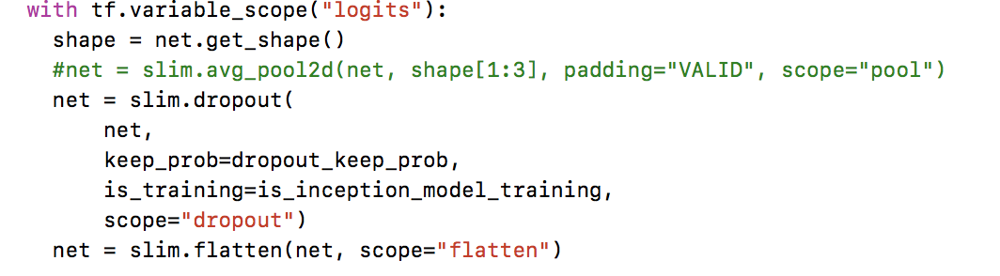 with tf.variable_scope("logits"):
  shape = net.get_shape()
  #net = slim.avg_pool2d(net, shape[1:3], padding="VALID", scope="pool")
  net = slim.dropout(
      net,
      keep_prob=dropout_keep_prob,
      is_training=is_inception_model_training,
      scope="dropout")
  net = slim.flatten(net, scope="flatten")